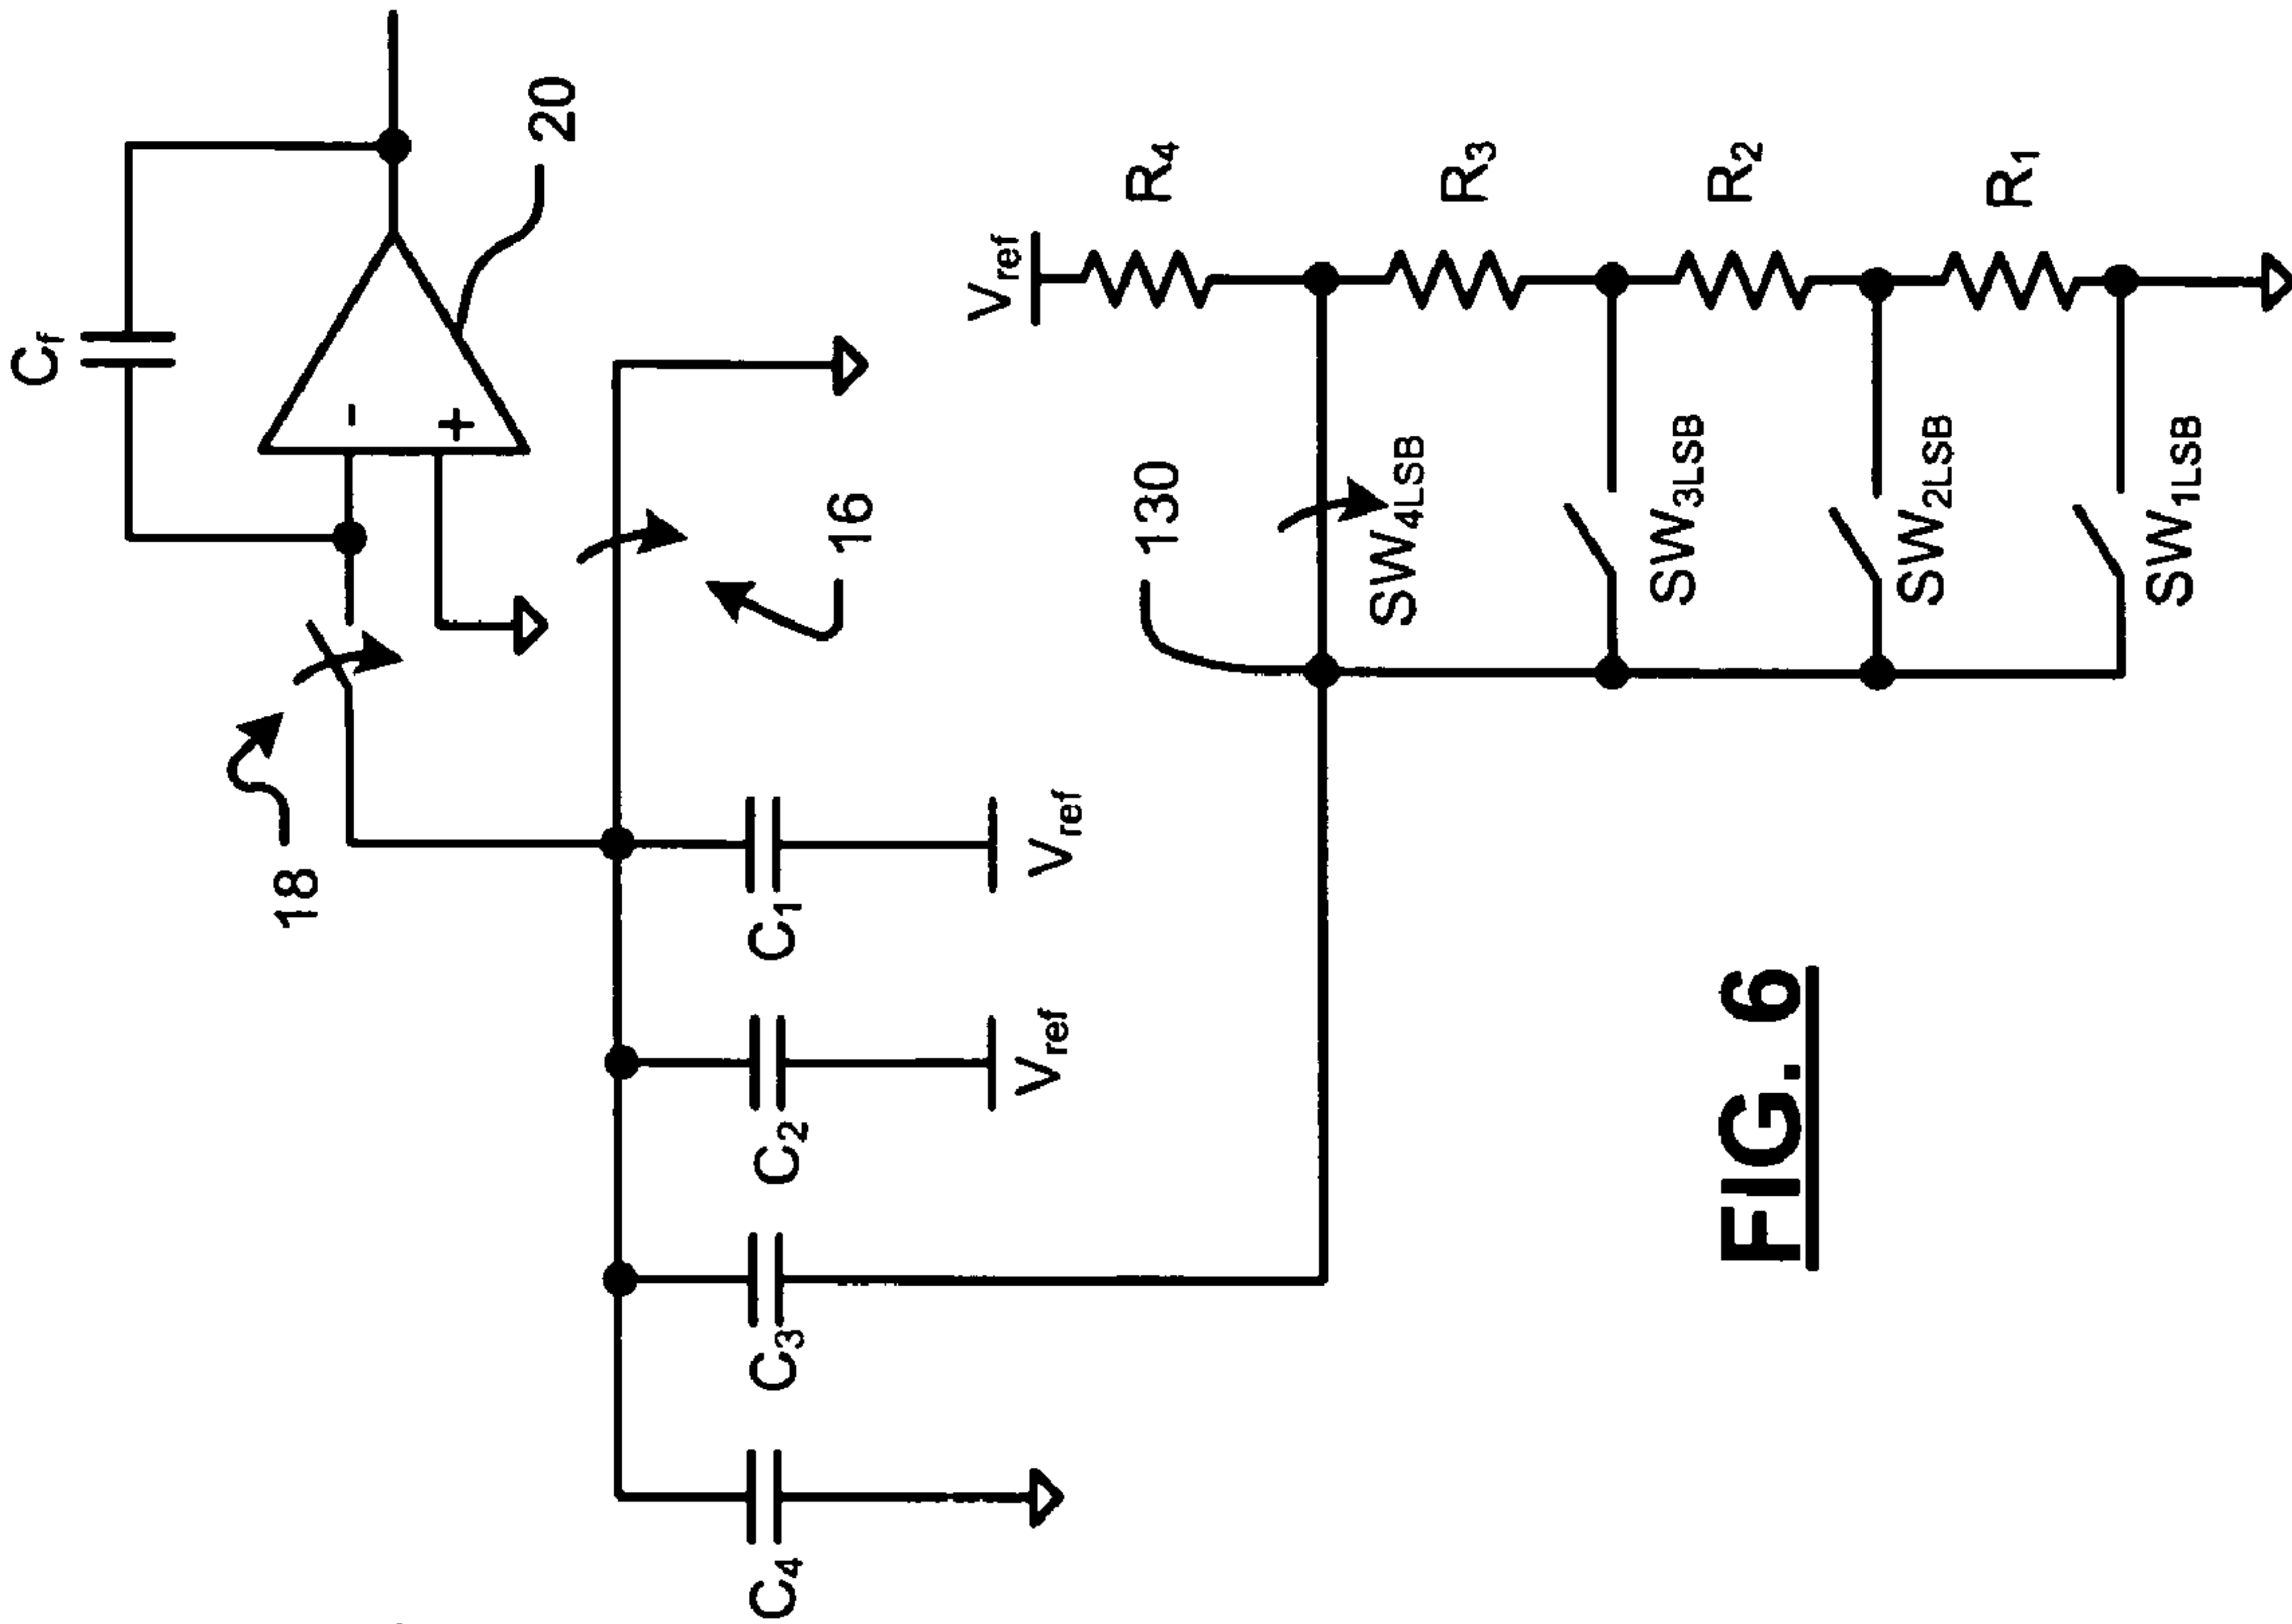 Cf
-
+
20
18
16
C1
Vref
C2
Vref
C3
C4
130
Vref
R4
R3
R2
R1
SW4LSB
SW3LSB
SW2LSB
SW1LSB
FIG. 6